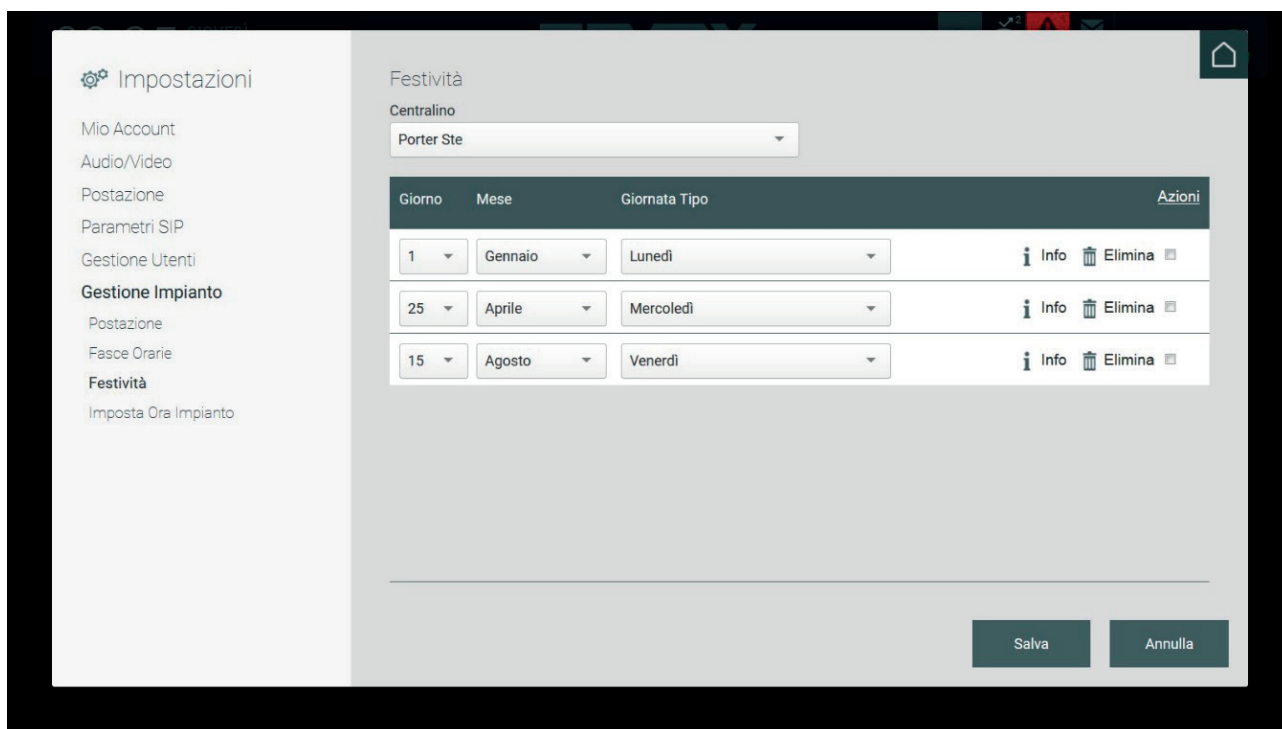 Impostazioni
Mio Account
Audio/Video
Postazione
Parametri SIP
Gestione Utenti
Gestione Impianto
Postazione
Fasce Orarie
Festività
Imposta Ora Impianto
Festività
Centralino
Porter Ste
Giorno Mese Giornata Tipo Azioni
1 Gennaio Lunedì Info Elimina
25 Aprile Mercoledì Info Elimina
15 Agosto Venerdì Info Elimina
Salva Annulla